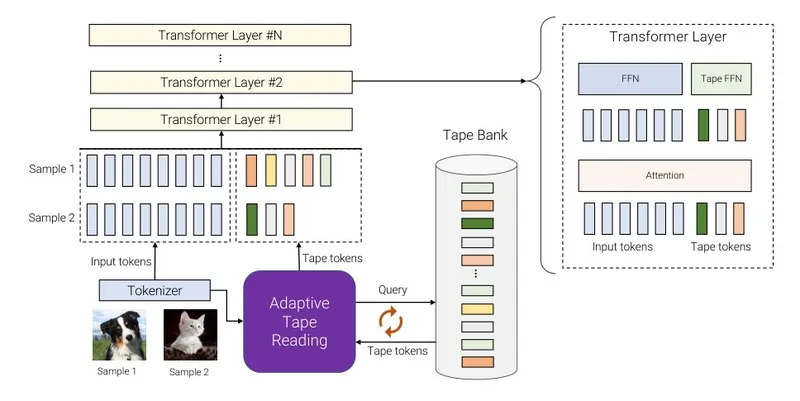 Transformer Layer #N
Transformer Layer #2
Transformer Layer #1
Sample 1
Sample 2
Input tokens
Tape tokens
Tokenizer
Adaptive
Tape
Reading
Query
Tape tokens
Sample 1
Sample 2
Tape Bank
Transformer Layer
FFN
Tape FFN
Attention
Input tokens
Tape tokens